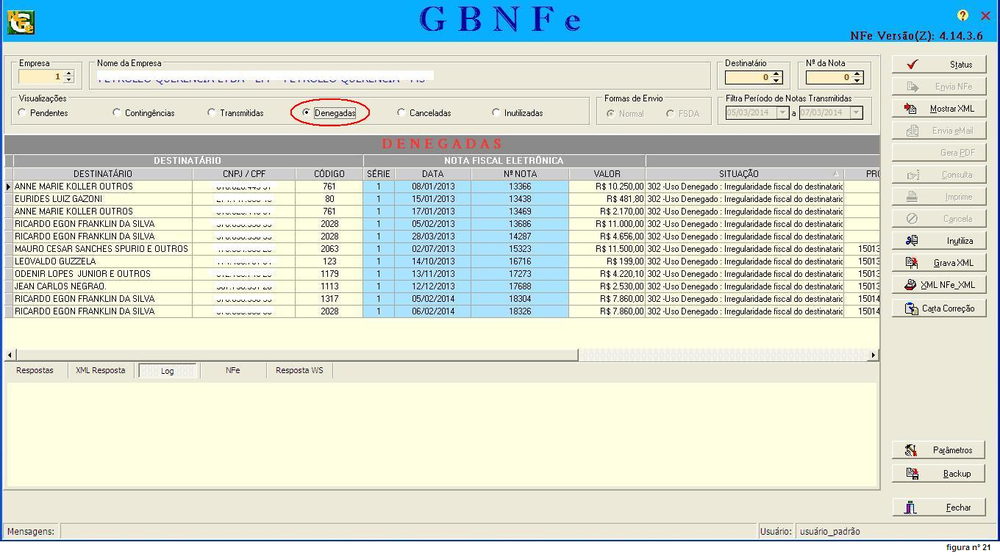 GBNFe
NFe Versão(Z): 4.14.3.6
Empresa
1
Nome da Empresa
Destinatário
0
Nº da Nota
0
Visualizações
Pendentes Contingências Transmitidas Denegadas Canceladas Inutilizadas
Formas de Envio
Normal FSDA
Filtra Período de Notas Transmitidas
05/03/2014 a 07/03/2014
DENEGADAS
DESTINATÁRIO NOTA FISCAL ELETRÔNICA
DESTINATÁRIO CNPJ / CPF CÓDIGO SÉRIE DATA Nº NOTA VALOR SITUAÇÃO PRO
ANNE MARIE KOLLER OUTROS 761 1 08/01/2013 13366 R$ 10.250,00 302 -Uso Denegado : Irregularidade fiscal do destinatario
EURIDES LUIZ GAZONI 80 1 15/01/2013 13438 R$ 481,80 302 -Uso Denegado : Irregularidade fiscal do destinatario
ANNE MARIE KOLLER OUTROS 761 1 17/01/2013 13469 R$ 2.170,00 302 -Uso Denegado : Irregularidade fiscal do destinatario
RICARDO EGON FRANKLIN DA SILVA 2028 1 05/02/2013 13686 R$ 11.000,00 302 -Uso Denegado : Irregularidade fiscal do destinatario
RICARDO EGON FRANKLIN DA SILVA 2028 1 28/03/2013 14287 R$ 4.656,00 302 -Uso Denegado : Irregularidade fiscal do destinatario
MAURO CESAR SANCHES SPURIO E OUTROS 2063 1 02/07/2013 15323 R$ 11.500,00 302 -Uso Denegado : Irregularidade fiscal do destinatario 15013
LEOVALDO GUZZELA 123 1 14/10/2013 16716 R$ 199,00 302 -Uso Denegado : Irregularidade fiscal do destinatario 15013
ODENIR LOPES JUNIOR E OUTROS 1179 1 13/11/2013 17273 R$ 4.220,10 302 -Uso Denegado : Irregularidade fiscal do destinatario 15013
JEAN CARLOS NEGRAO. 1113 1 12/12/2013 17688 R$ 2.530,00 302 -Uso Denegado : Irregularidade fiscal do destinatario 15013
RICARDO EGON FRANKLIN DA SILVA 1317 1 05/02/2014 18304 R$ 7.860,00 302 -Uso Denegado : Irregularidade fiscal do destinatario 15014
RICARDO EGON FRANKLIN DA SILVA 2028 1 06/02/2014 18326 R$ 7.860,00 302 -Uso Denegado : Irregularidade fiscal do destinatario 15014
Respostas XML Resposta Log NFe Resposta WS
Status
Envia NFe
Mostrar XML
Envia eMail
Gera PDF
Consulta
Imprime
Cancela
Inutiliza
Grava XML
XML NFe_XML
Carta Correção
Parâmetros
Backup
Fechar
Mensagens: Usuário: usuário_padrão
figura nº 21